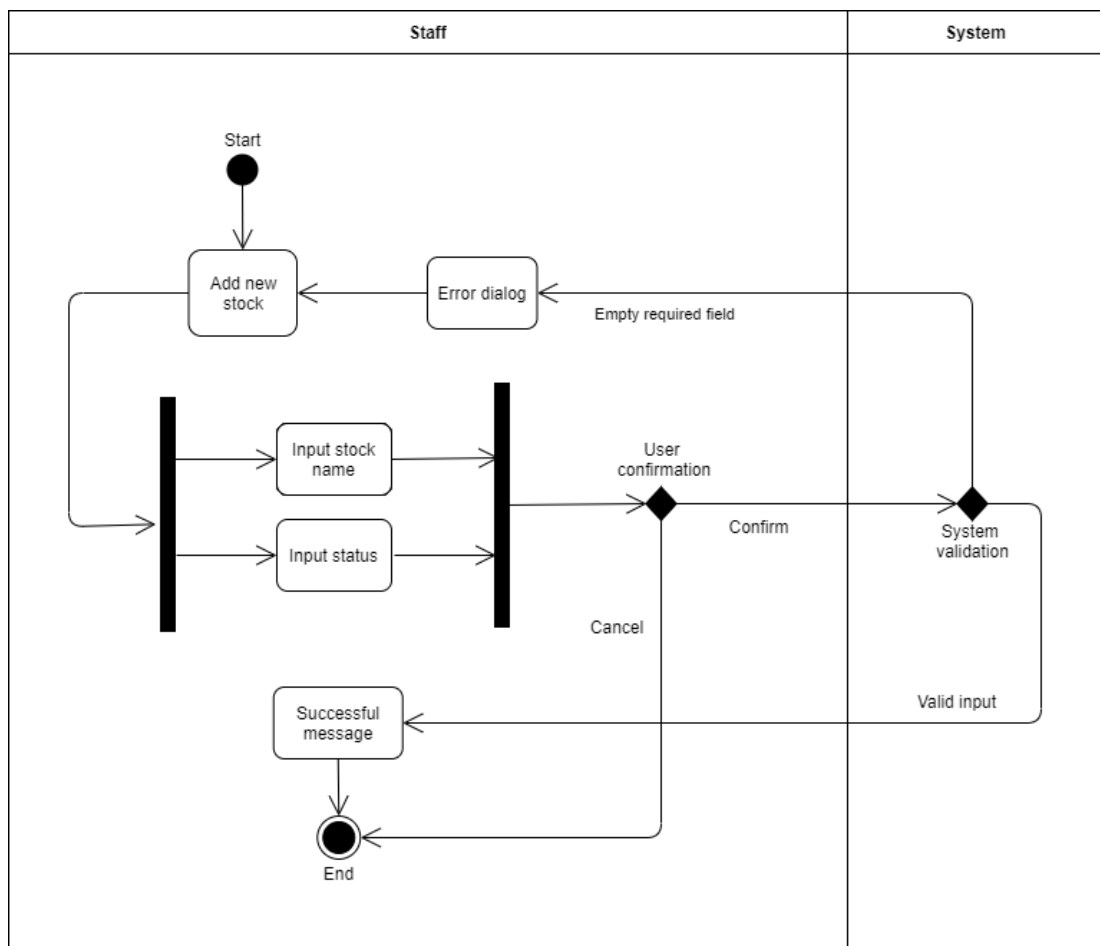 Staff
System
Start
Add new
stock
Error dialog
Empty required field
Input stock
name
User
confirmation
Input status
Confirm
System
validation
Cancel
Successful
message
Valid input
End